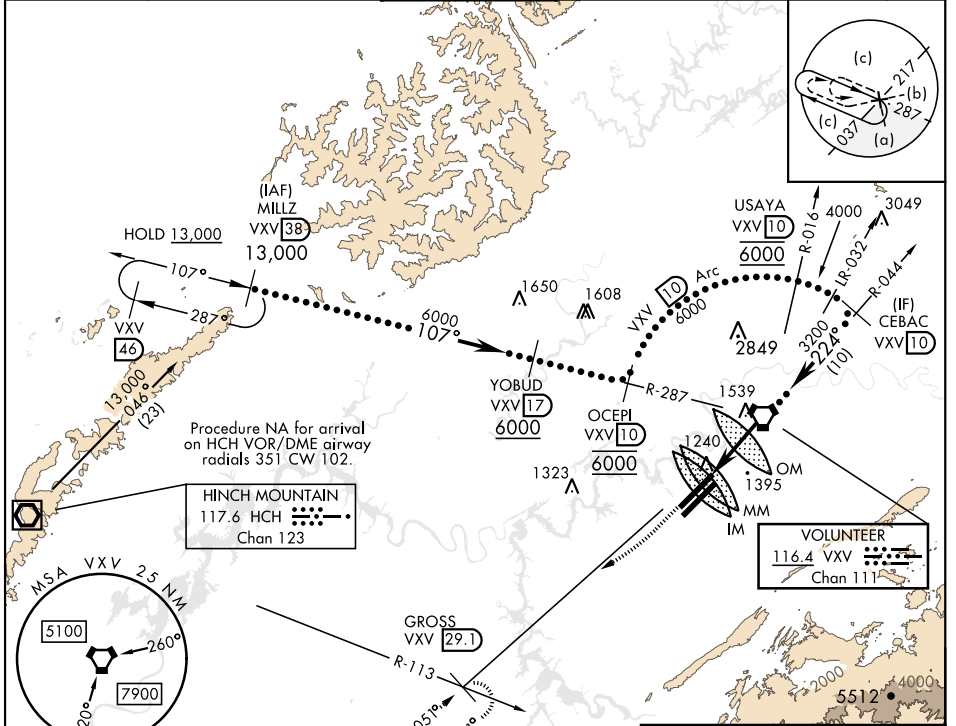 (c)
217
(b)
287
(c)
037
(a)
(IAF)
MILLZ
VXV 38
13,000
HOLD 13,000
107°
287°
VXV
46
13,000
046°
(23)
6000
107°
1650
1608
VXV 10 Arc
6000
USAYA
VXV 10
6000
R-016
4000
3049
LR-032
R-044
(IF)
CEBAC
VXV 10
3200
224°
(10)
2849
YOBUD
VXV 17
6000
R-287
OCEPI
VXV 10
6000
1539
1240
OM
1395
MM
IM
1323
Procedure NA for arrival
on HCH VOR/DME airway
radials 351 CW 102.
HINCH MOUNTAIN
117.6 HCH
Chan 123
VOLUNTEER
116.4 VXV
Chan 111
MSA VXV 25 NM
5100
260°
7900
20°
GROSS
VXV 29.1
R-113
051°
2000
4000
5512